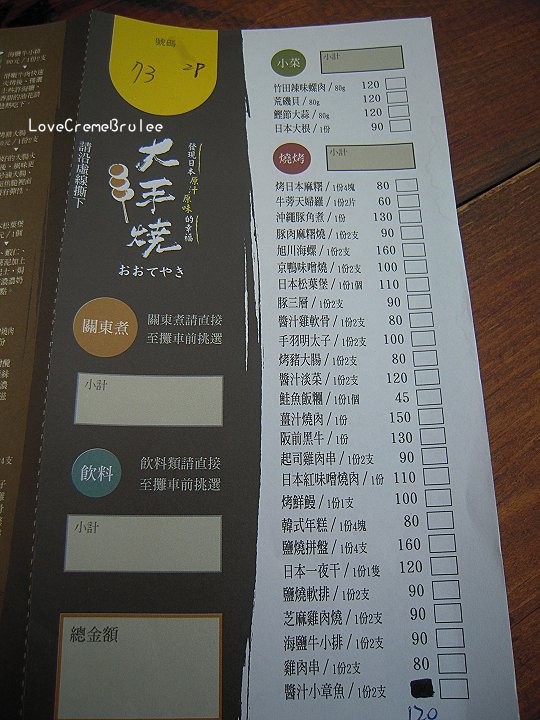 號碼
73 2P
LoveCremeBrulee
請沿虛線撕下
發現日本原汁原味的幸福
大手燒
おおてやき
關東煮
關東煮請直接
至攤車前挑選
小計
飲料
飲料類請直接
至攤車前挑選
小計
總金額
小菜
小計
竹田辣味螺肉/80g 120
荒磯貝/80g 120
鰹節大蒜/80g 120
日本大根/1份 90
燒烤
小計
烤日本麻糬/1份4塊 80
牛蒡天婦羅/1份2片 60
沖繩豚角煮/1份 130
豚肉麻糬燒/1份2支 90
旭川海螺/1份2支 160
京鴨味噌燒/1份2支 100
日本松葉堡/1份1個 110
豚三層/1份2支 90
醬汁雞軟骨/1份2支 80
手羽明太子/1份2支 100
烤豬大腸/1份2支 80
醬汁淡菜/1份2支 120
鮭魚飯糰/1份1個 45
薑汁燒肉/1份 150
阪前黑牛/1份 130
起司雞肉串/1份2支 90
日本紅味噌燒肉/1份 110
烤鮮鰻/1份1支 100
韓式年糕/1份4塊 80
鹽燒拼盤/1份4支 160
日本一夜干/1份1隻 120
鹽燒軟排/1份2支 90
芝麻雞肉燒/1份2支 90
海鹽牛小排/1份2支 90
雞肉串/1份2支 80
醬汁小章魚/1份2支
120